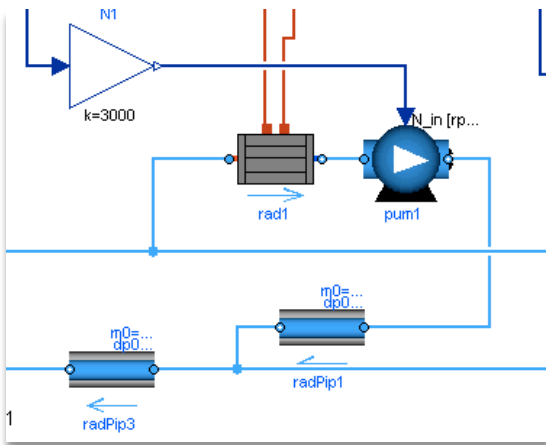 N1
k=3000
N_in [rp...
rad1
pum1
m0=...
dp0...
radPip1
m0=...
dp0...
radPip3
1